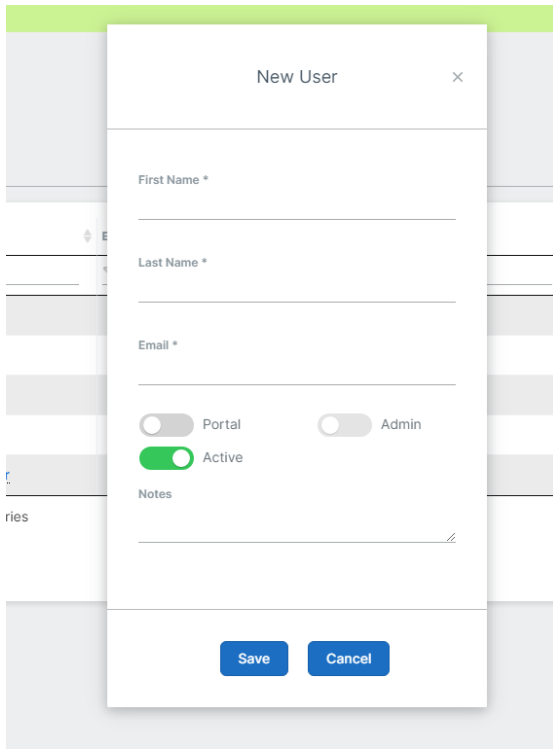 New User
×
First Name *
E
Last Name *
Email *
Portal Admin
Active
r
Notes
ries
Save Cancel